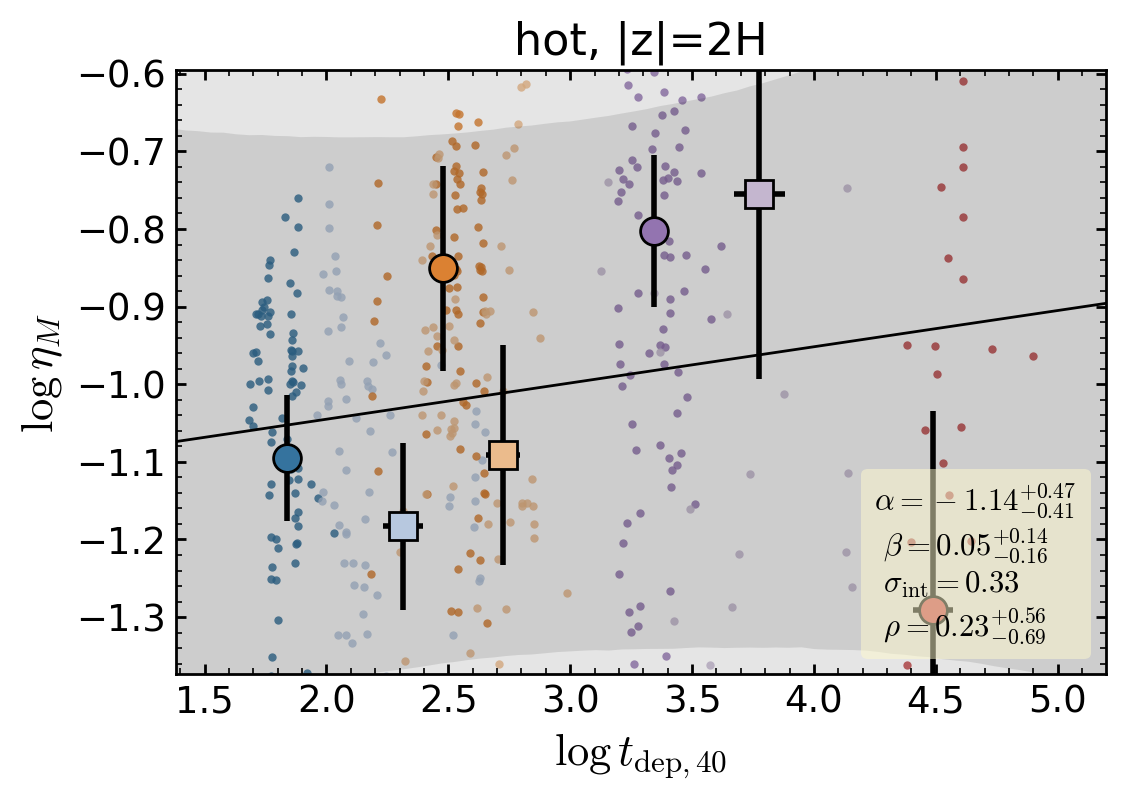 hot, |z|=2H
−0.6
−0.7
−0.8
−0.9
−1.0
−1.1
−1.2
−1.3
log η_M
α = −1.14^{+0.47}_{−0.41}
β = 0.05^{+0.14}_{−0.16}
σ_int = 0.33
ρ = 0.23^{+0.56}_{−0.69}
1.5 2.0 2.5 3.0 3.5 4.0 4.5 5.0
log t_{dep, 40}